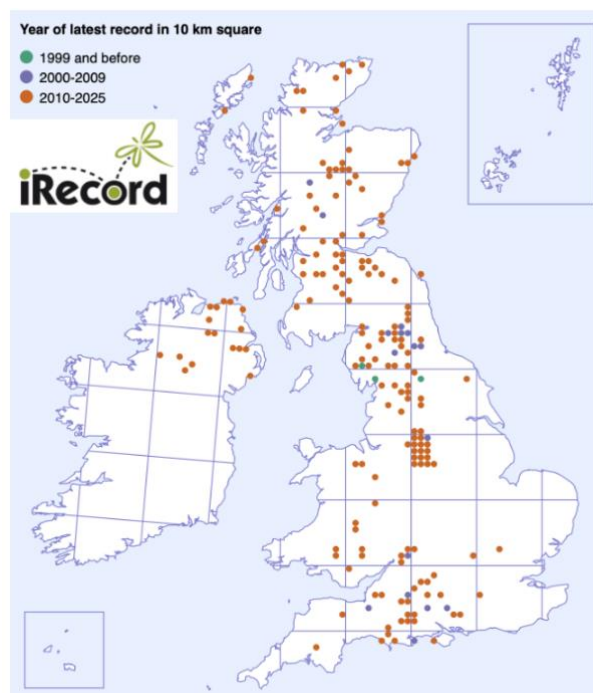 Year of latest record in 10 km square
1999 and before
2000-2009
2010-2025
iRecord